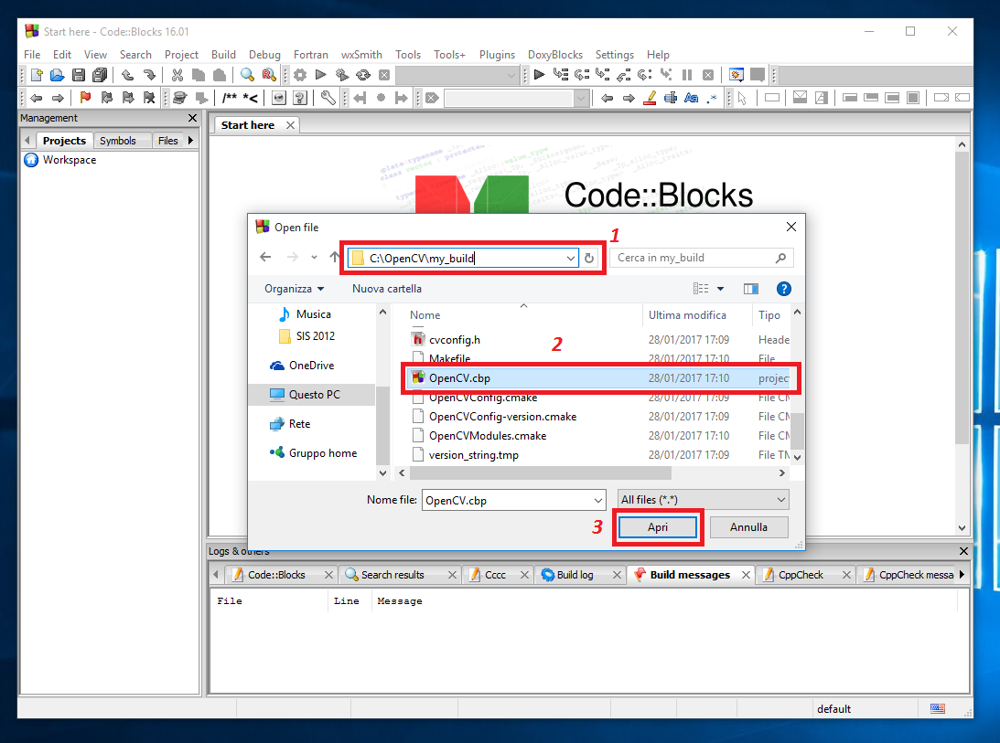 Start here - Code::Blocks 16.01
File Edit View Search Project Build Debug Fortran wxSmith Tools Tools+ Plugins DoxyBlocks Settings Help
/** *<
Aa .*
Management
Projects Symbols Files
Workspace
Start here
Code::Blocks
Open file
1
C:\OpenCV\my_build
Cerca in my_build
Organizza Nuova cartella
Musica
SIS 2012
OneDrive
Questo PC
Rete
Gruppo home
Nome Ultima modifica Tipo
cvconfig.h 28/01/2017 17:09 Heade
2
Makefile 28/01/2017 17:10 File
OpenCV.cbp 28/01/2017 17:10 projec
OpenCVConfig.cmake 28/01/2017 17:09 File CM
OpenCVConfig-version.cmake 28/01/2017 17:09 File CM
OpenCVModules.cmake 28/01/2017 17:10 File CM
version_string.tmp 28/01/2017 17:09 File TM
Nome file: OpenCV.cbp All files (*.*)
3
Apri Annulla
Logs & others
Code::Blocks Search results Cccc Build log Build messages CppCheck CppCheck messa
File Line Message
default